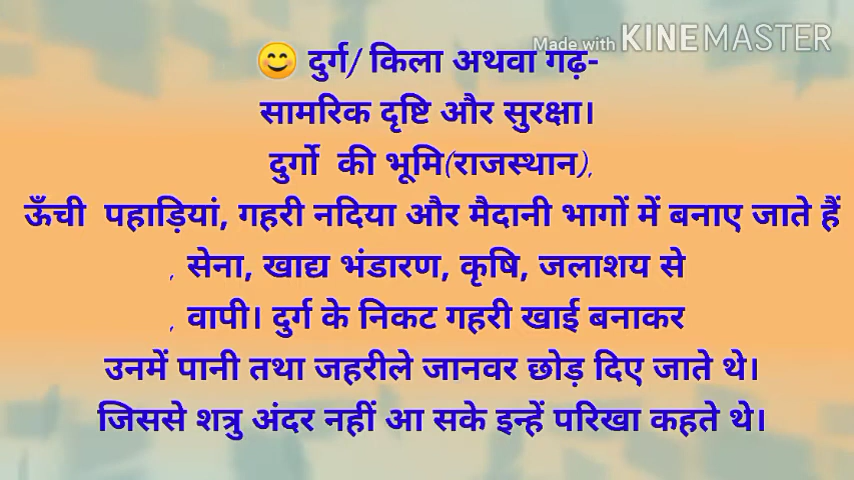 Made with KINEMASTER
😊 दुर्ग/ किला अथवा गढ़-
सामरिक दृष्टि और सुरक्षा।
दुर्गो की भूमि(राजस्थान),
ऊँची पहाड़ियां, गहरी नदिया और मैदानी भागों में बनाए जाते हैं
, सेना, खाद्य भंडारण, कृषि, जलाशय से
, वापी। दुर्ग के निकट गहरी खाई बनाकर
उनमें पानी तथा जहरीले जानवर छोड़ दिए जाते थे।
जिससे शत्रु अंदर नहीं आ सके इन्हें परिखा कहते थे।